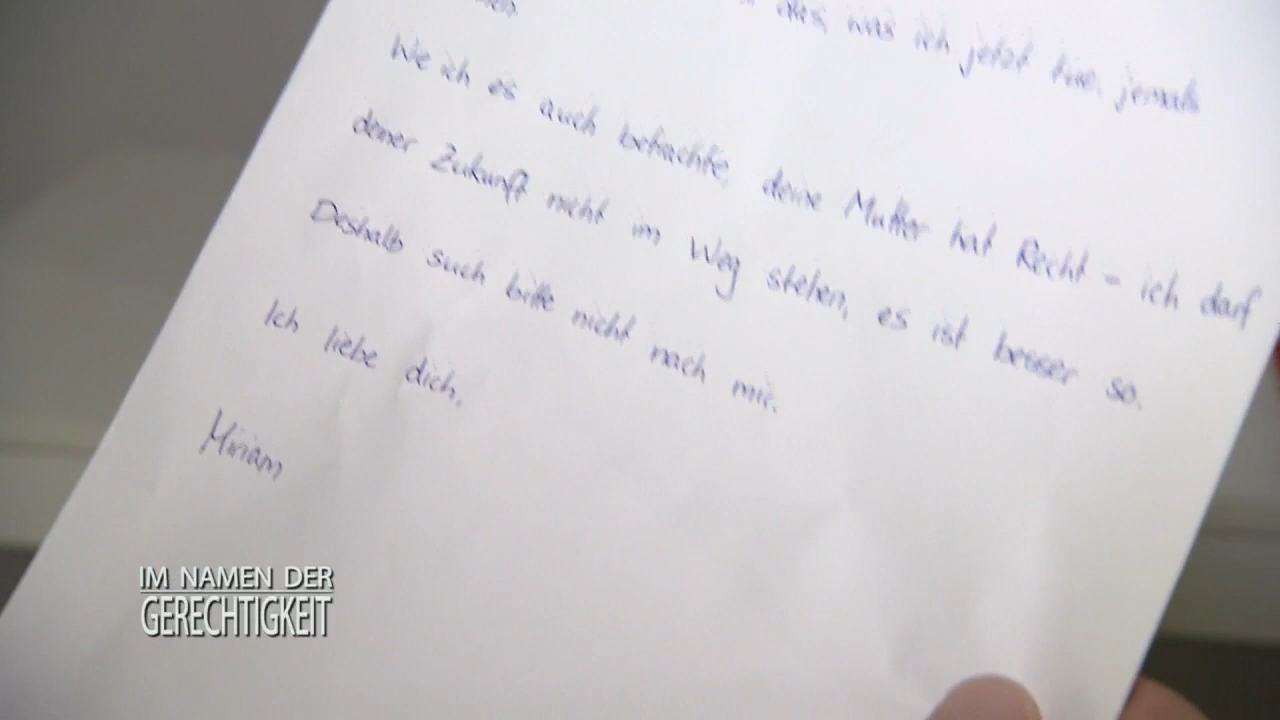 das, was ich jetzt tue, jemals
Wie ich es auch betrachte, deine Mutter hat Recht - ich darf
deiner Zukunft nicht im Weg stehen, es ist besser so.
Deshalb such bitte nicht nach mir.
Ich liebe dich,
Miriam
IM NAMEN DER
GERECHTIGKEIT